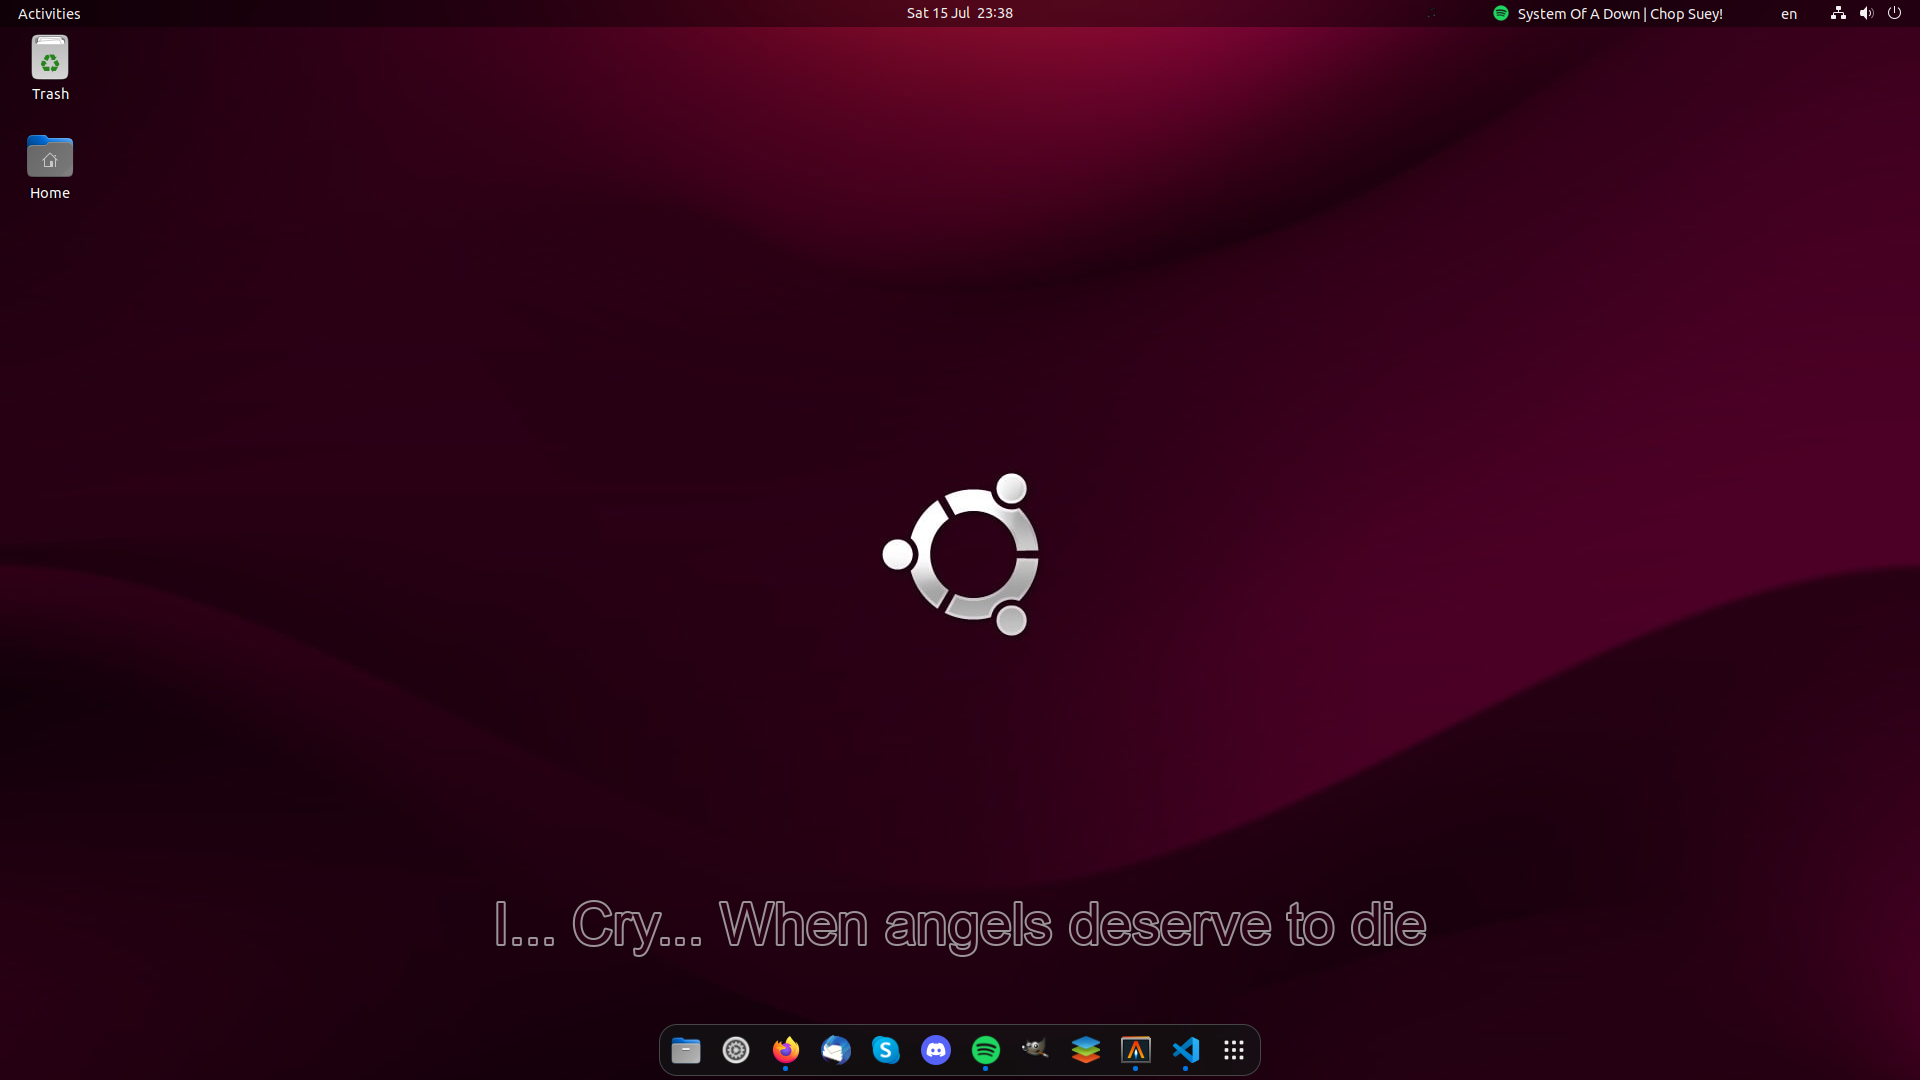 Activities
Sat 15 Jul 23:38
System Of A Down | Chop Suey!
en
Trash
Home
I... Cry... When angels deserve to die